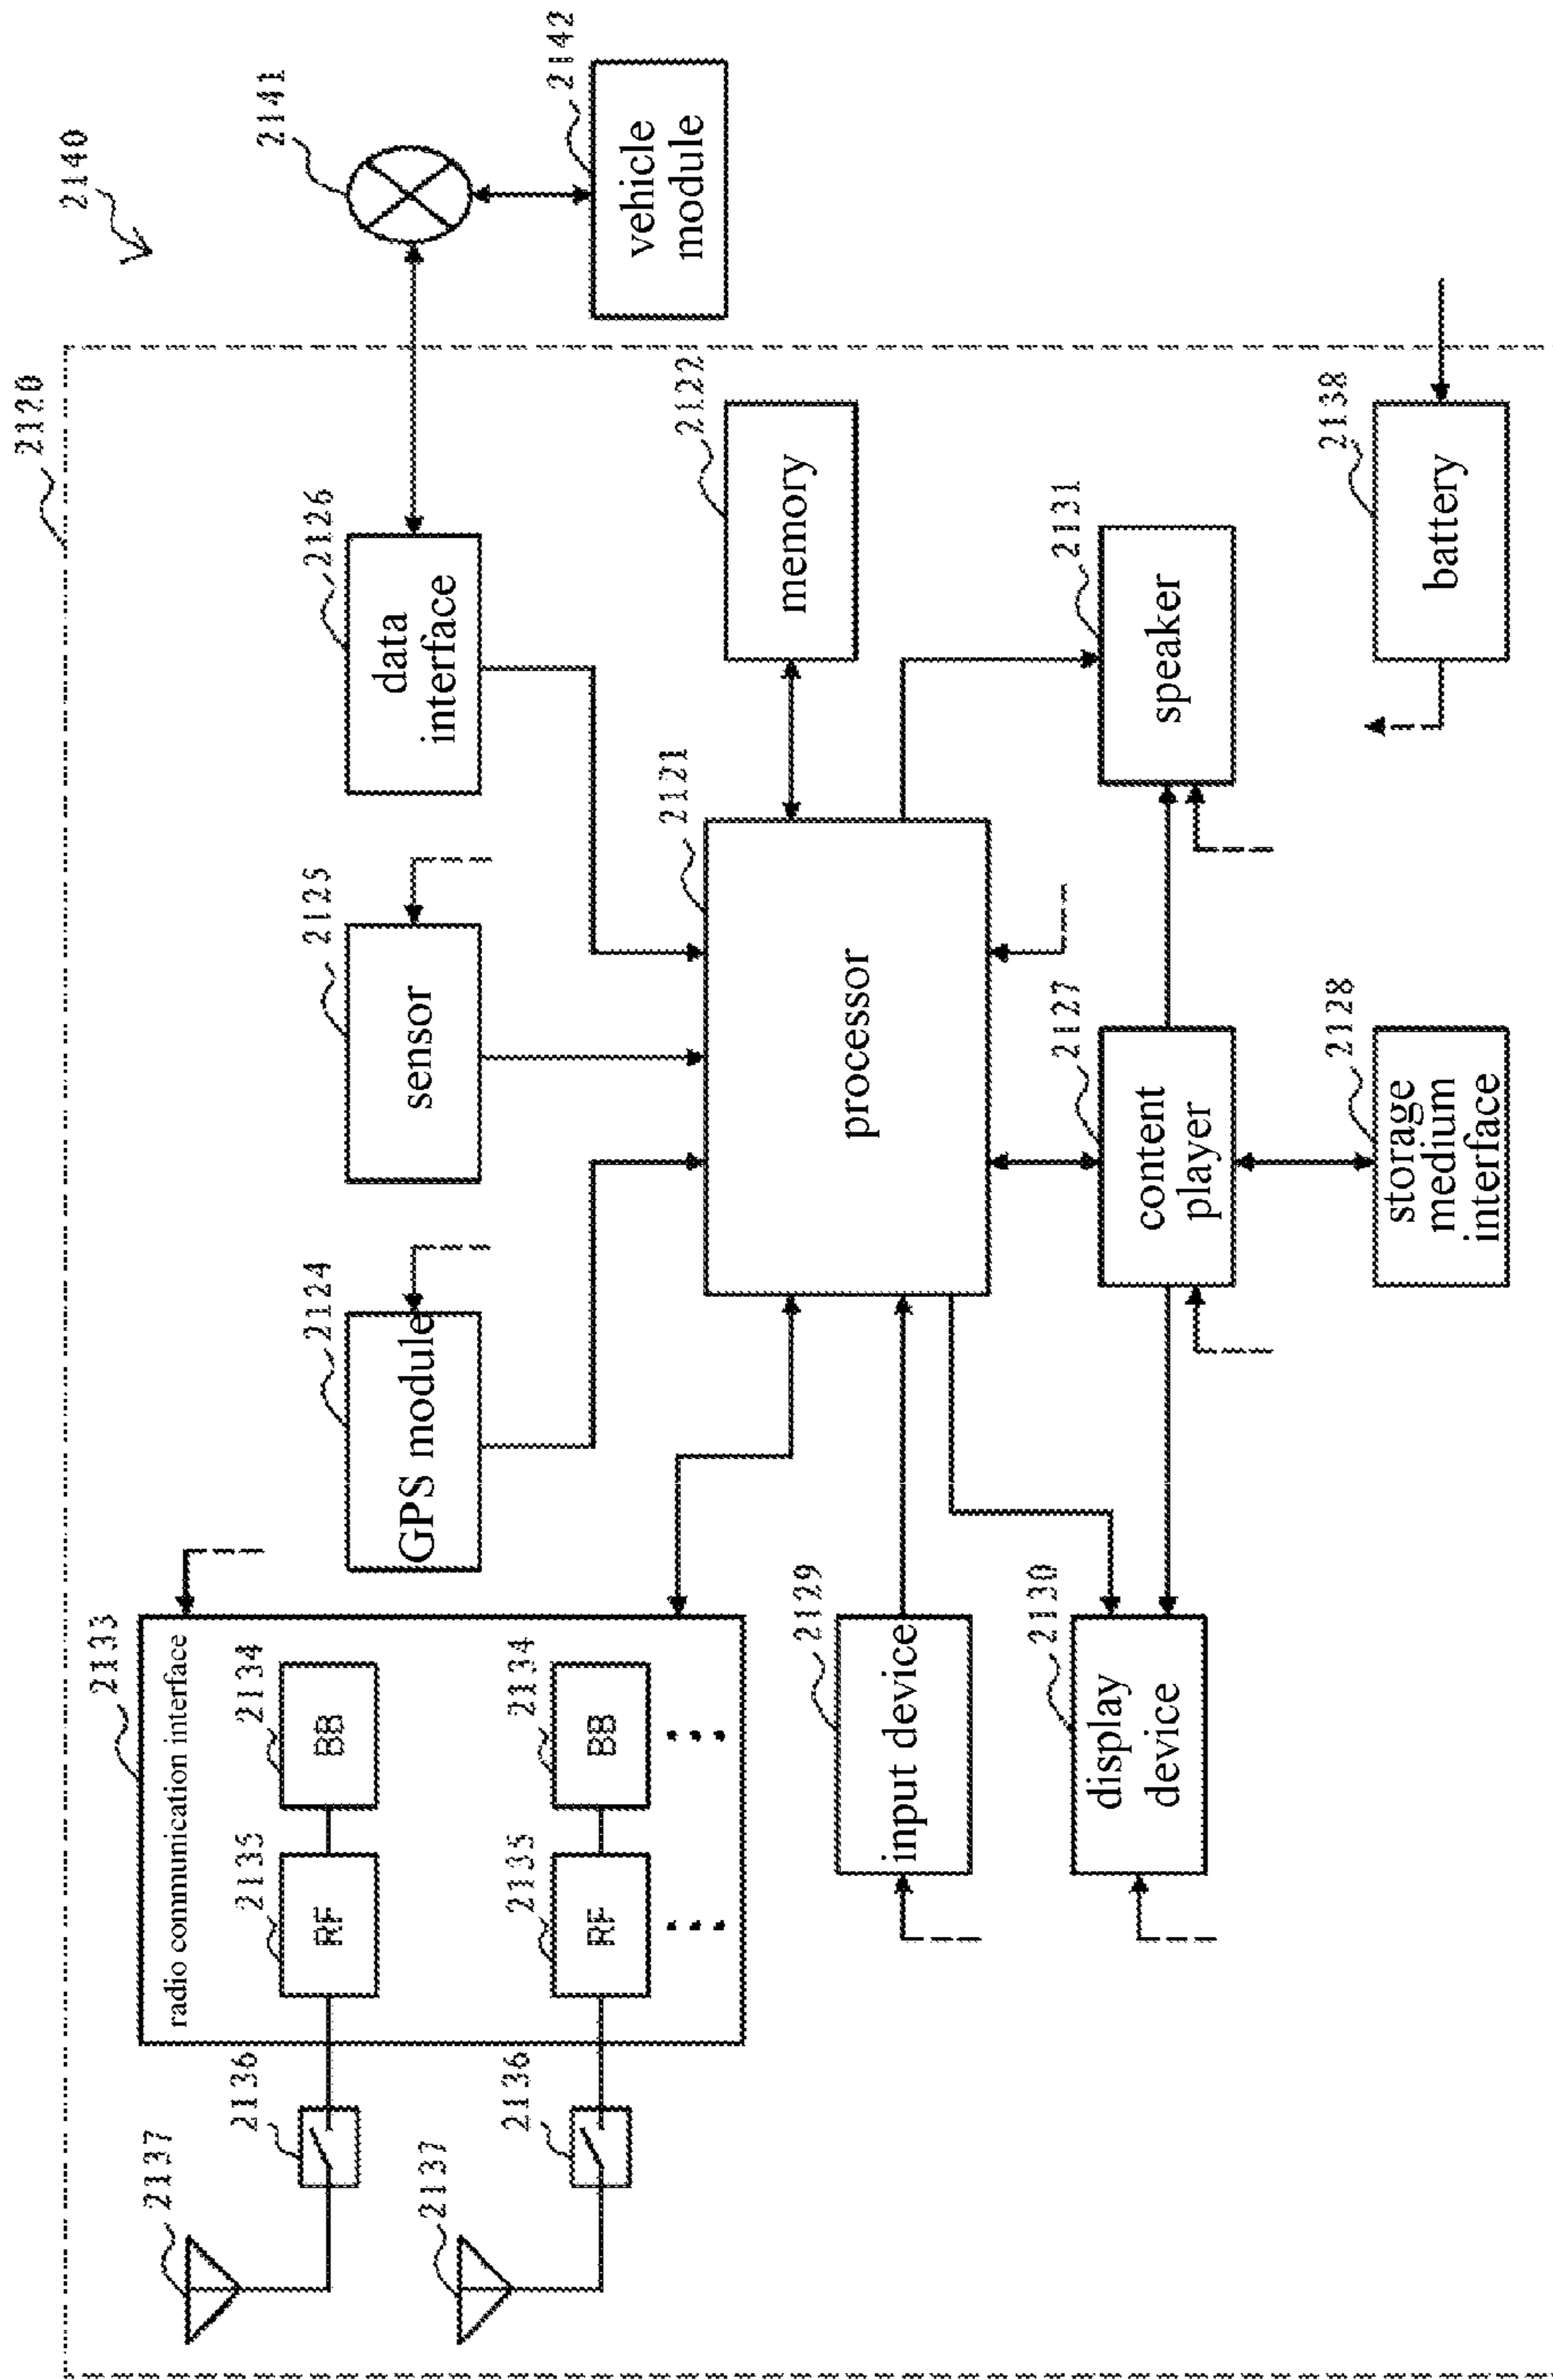 2140
2120
2133
radio communication interface
2137
2136
2135
RF
2134
BB
2137
2136
2135
RF
2134
BB
2124
GPS module
2125
sensor
2126
data
interface
2141
2142
vehicle
module
2121
processor
2122
memory
2129
input device
2130
display
device
2127
content
player
2131
speaker
2128
storage
medium
interface
2138
battery